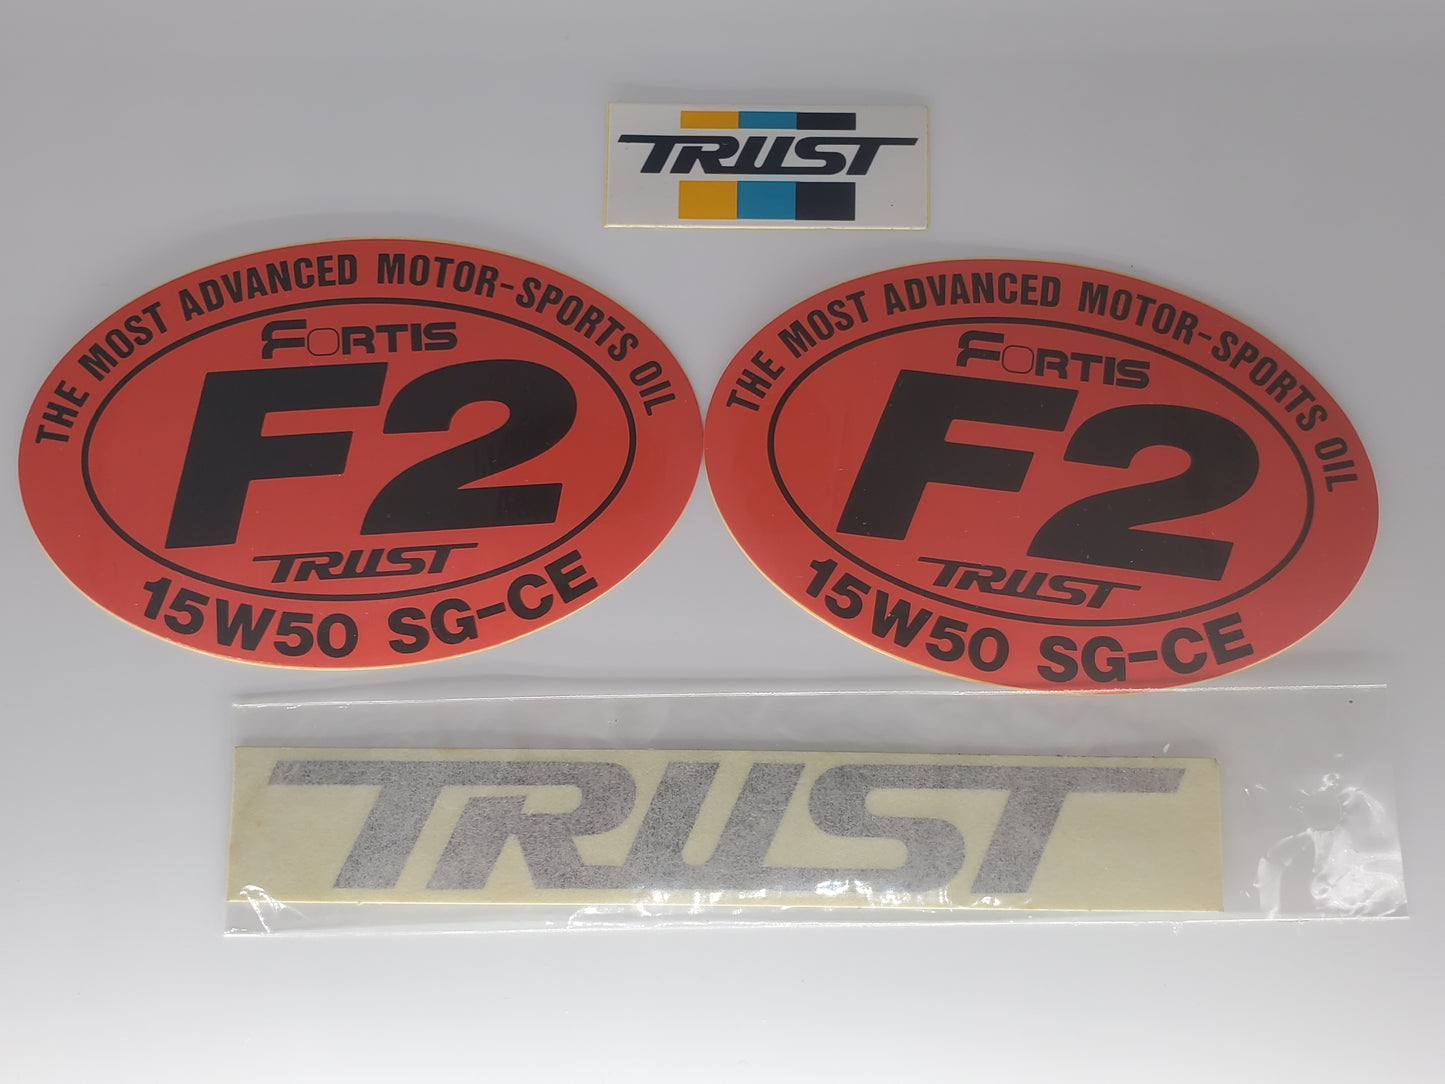 TRUST
THE MOST ADVANCED MOTOR-SPORTS OIL
FORTIS
F2
TRUST
15W50 SG-CE
THE MOST ADVANCED MOTOR-SPORTS OIL
FORTIS
F2
TRUST
15W50 SG-CE
TRUST